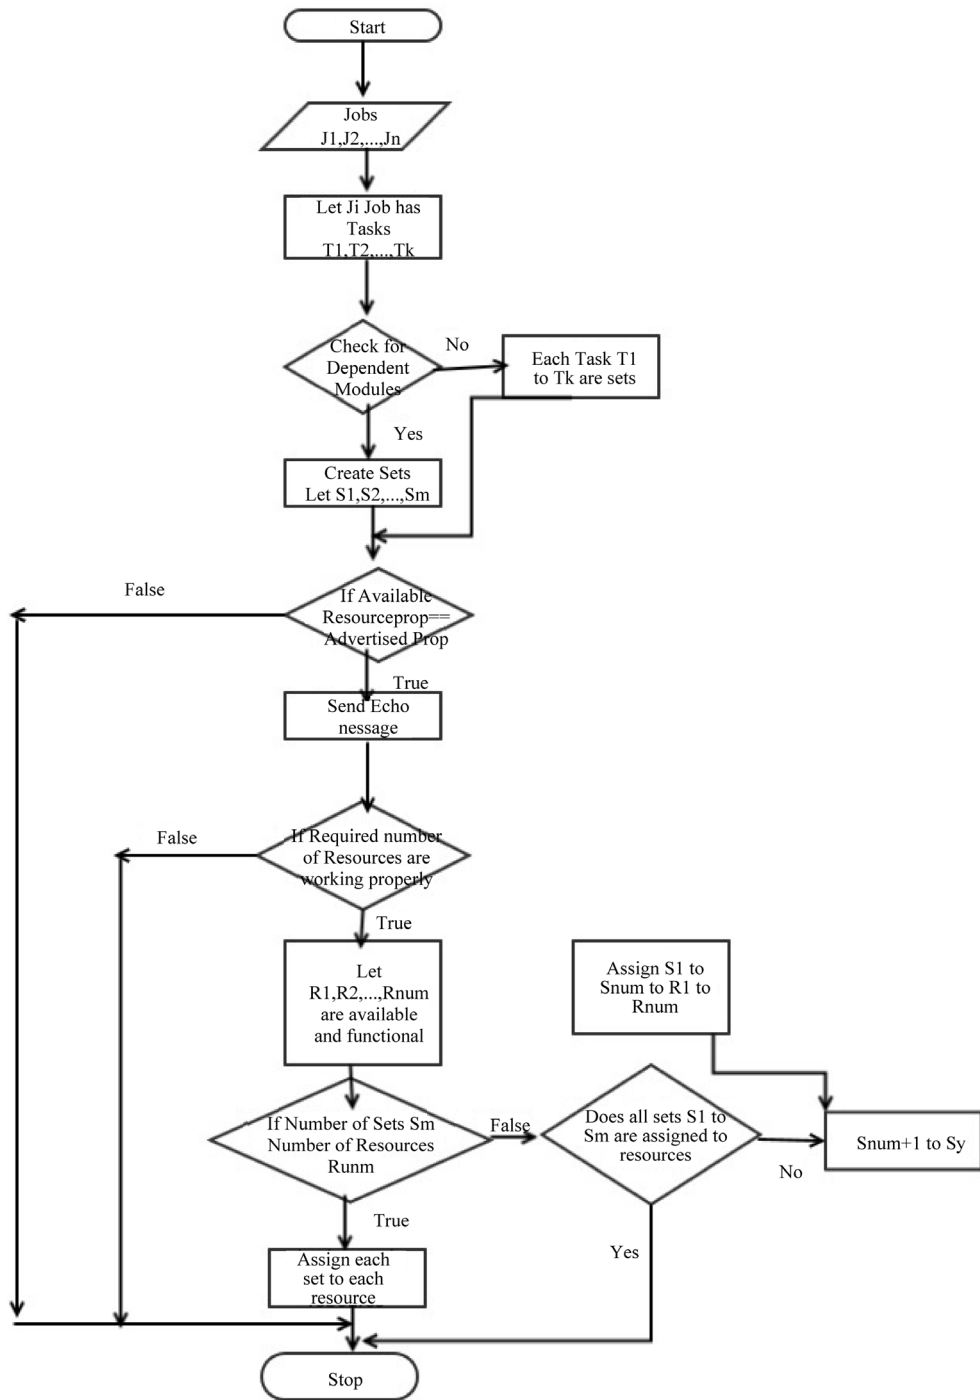 Start
Jobs
J1,J2,...,Jn
Let Ji Job has
Tasks
T1,T2,...,Tk
Check for
Dependent
Modules
No
Each Task T1
to Tk are sets
Yes
Create Sets
Let S1,S2,...,Sm
False
If Available
Resourceprop==
Advertised Prop
True
Send Echo
nessage
False
If Required number
of Resources are
working properly
True
Let
R1,R2,...,Rnum
are available
and functional
Assign S1 to
Snum to R1 to
Rnum
If Number of Sets Sm
Number of Resources
Runm
False
Does all sets S1 to
Sm are assigned to
resources
No
Snum+1 to Sy
True
Yes
Assign each
set to each
resource
Stop